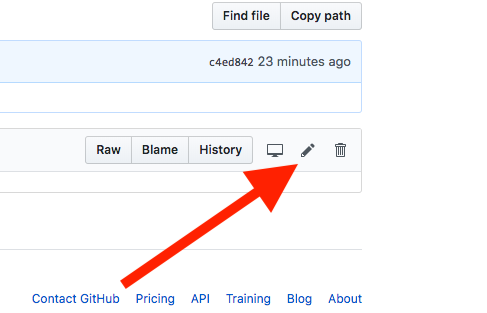 Find file Copy path
c4ed842 23 minutes ago
Raw Blame History
Contact GitHub Pricing API Training Blog About